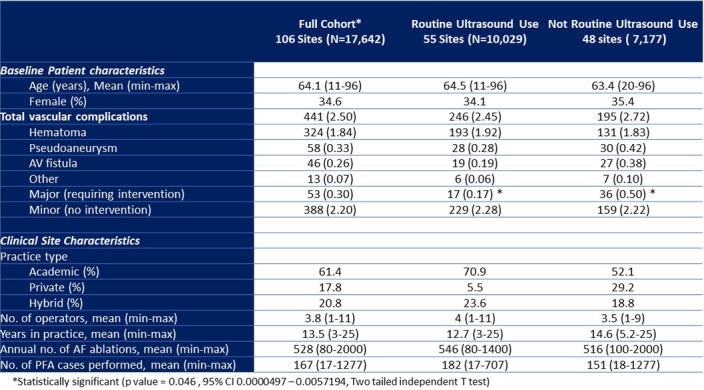 Full Cohort* Routine Ultrasound Use Not Routine Ultrasound Use
106 Sites (N=17,642) 55 Sites (N=10,029) 48 sites ( 7,177)
Baseline Patient characteristics
Age (years), Mean (min-max) 64.1 (11-96) 64.5 (11-96) 63.4 (20-96)
Female (%) 34.6 34.1 35.4
Total vascular complications 441 (2.50) 246 (2.45) 195 (2.72)
Hematoma 324 (1.84) 193 (1.92) 131 (1.83)
Pseudoaneurysm 58 (0.33) 28 (0.28) 30 (0.42)
AV fistula 46 (0.26) 19 (0.19) 27 (0.38)
Other 13 (0.07) 6 (0.06) 7 (0.10)
Major (requiring intervention) 53 (0.30) 17 (0.17) * 36 (0.50) *
Minor (no intervention) 388 (2.20) 229 (2.28) 159 (2.22)
Clinical Site Characteristics
Practice type
Academic (%) 61.4 70.9 52.1
Private (%) 17.8 5.5 29.2
Hybrid (%) 20.8 23.6 18.8
No. of operators, mean (min-max) 3.8 (1-11) 4 (1-11) 3.5 (1-9)
Years in practice, mean (min-max) 13.5 (3-25) 12.7 (3-25) 14.6 (5.2-25)
Annual no. of AF ablations, mean (min-max) 528 (80-2000) 546 (80-1400) 516 (100-2000)
No. of PFA cases performed, mean (min-max) 167 (17-1277) 182 (17-707) 151 (18-1277)
*Statistically significant (p value = 0.046 , 95% CI 0.0000497 – 0.0057194, Two tailed independent T test)